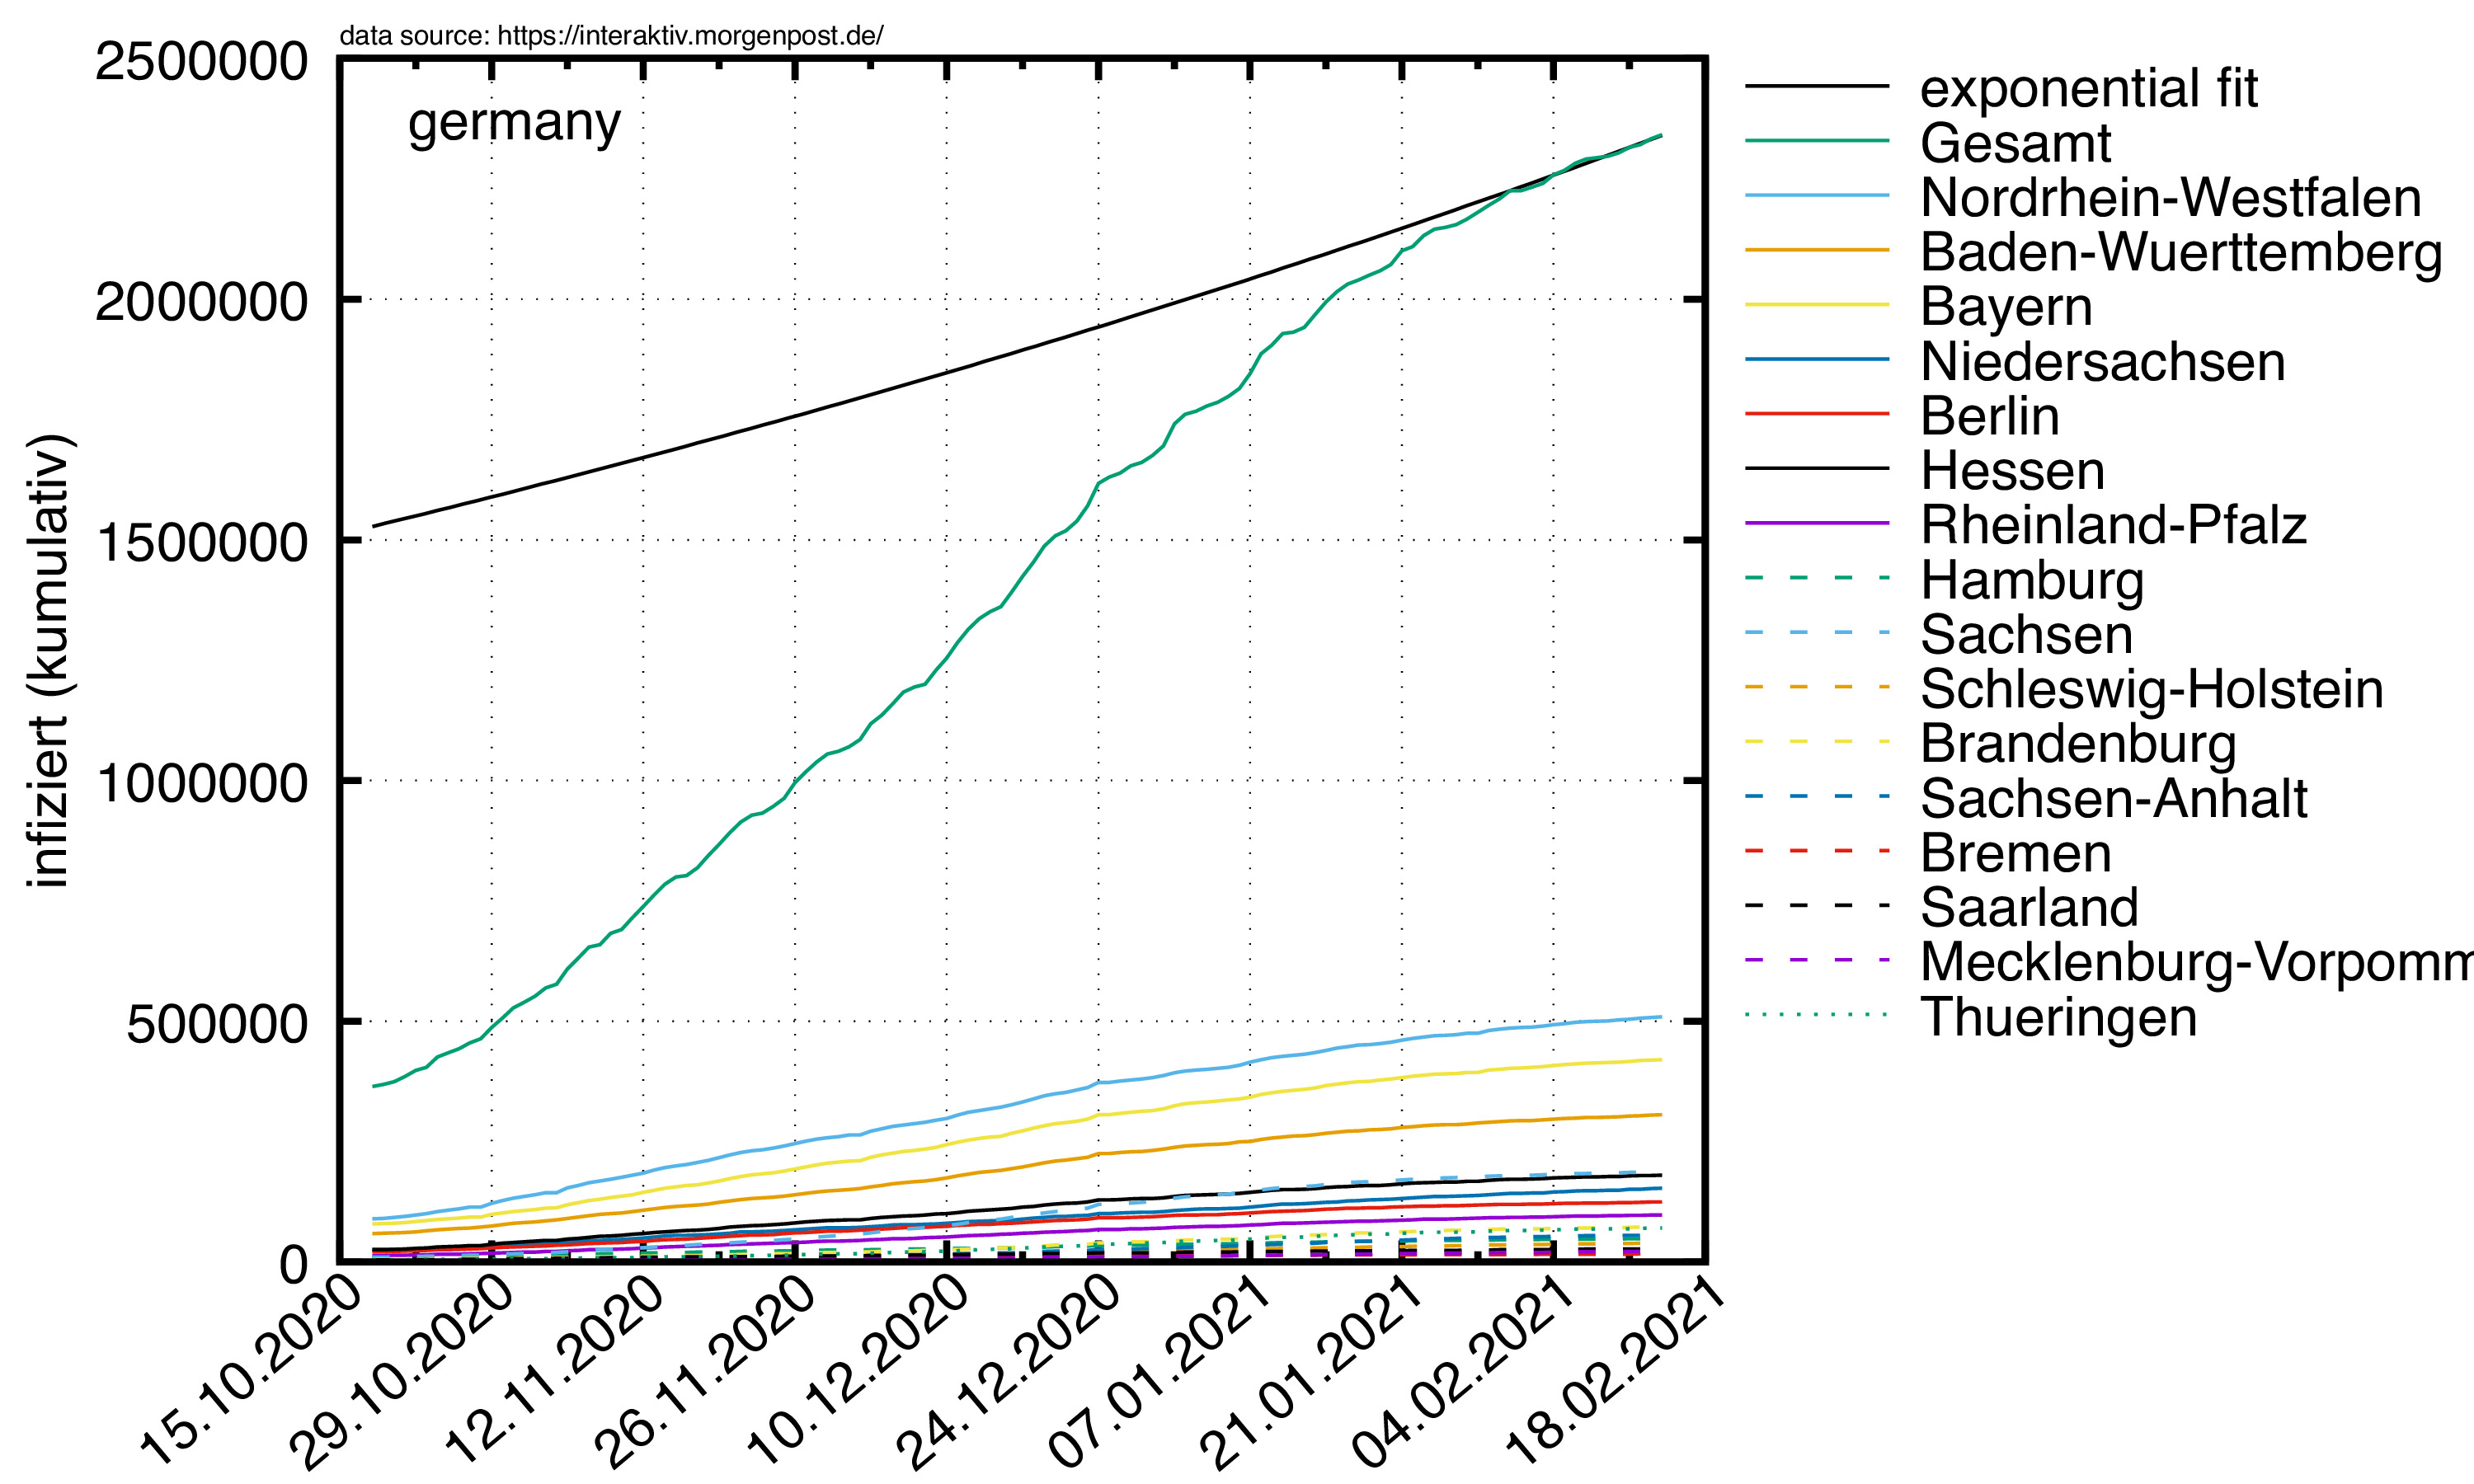 data source: https://interaktiv.morgenpost.de/
2500000
2000000
1500000
1000000
500000
0
infiziert (kumulativ)
germany
15.10.2020
29.10.2020
12.11.2020
26.11.2020
10.12.2020
24.12.2020
07.01.2021
21.01.2021
04.02.2021
18.02.2021
exponential fit
Gesamt
Nordrhein-Westfalen
Baden-Wuerttemberg
Bayern
Niedersachsen
Berlin
Hessen
Rheinland-Pfalz
Hamburg
Sachsen
Schleswig-Holstein
Brandenburg
Sachsen-Anhalt
Bremen
Saarland
Mecklenburg-Vorpomm
Thueringen